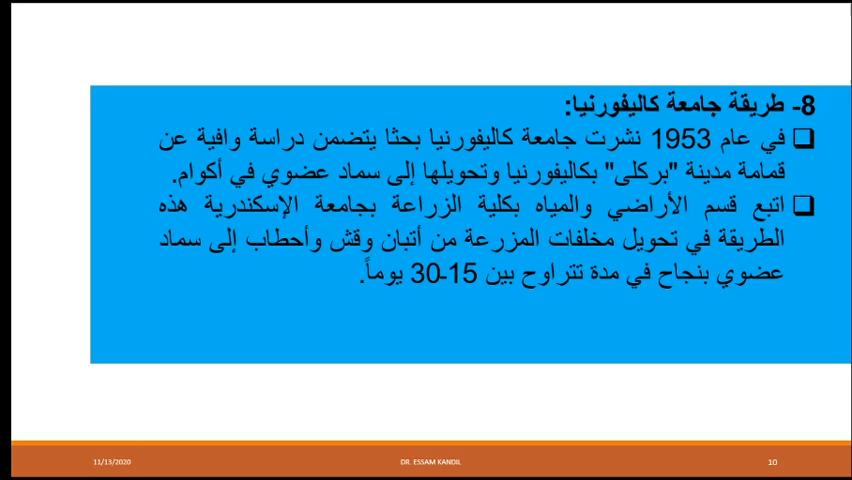 8- طريقة جامعة كاليفورنيا:
❑ في عام 1953 نشرت جامعة كاليفورنيا بحثا يتضمن دراسة وافية عن
قمامة مدينة "بركلى" بكاليفورنيا وتحويلها إلى سماد عضوي في أكوام.
❑ اتبع قسم الأراضي والمياه بكلية الزراعة بجامعة الإسكندرية هذه
الطريقة في تحويل مخلفات المزرعة من أتبان وقش وأحطاب إلى سماد
عضوي بنجاح في مدة تتراوح بين 15-30 يوماً.
11/13/2020
DR. ESSAM KANDIL
10